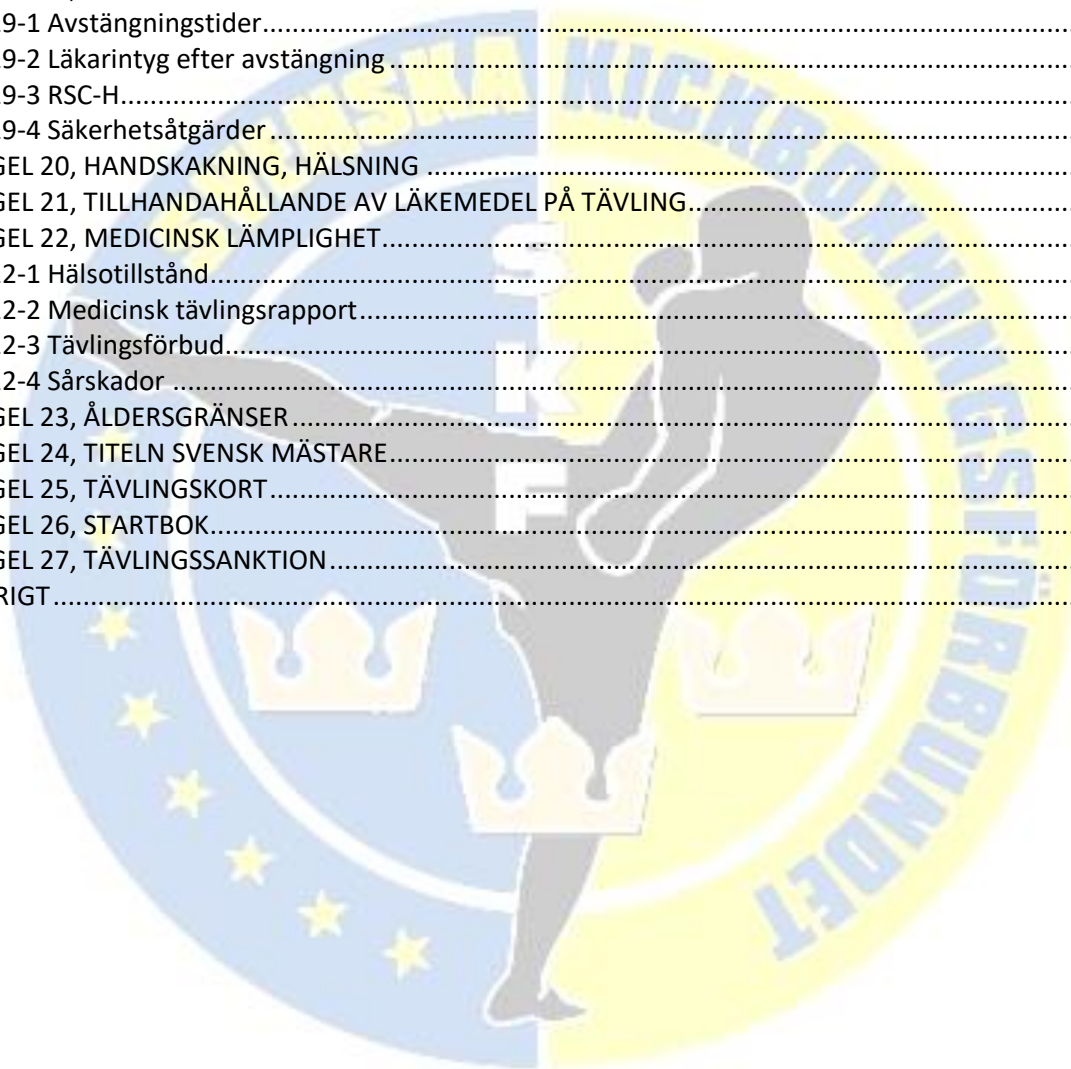 9-1 Avstängningstider
9-2 Läkarintyg efter avstängning
9-3 RSC-H
9-4 Säkerhetsåtgärder
GEL 20, HANDSKAKNING, HÄLSNING
GEL 21, TILLHANDAHÅLLANDE AV LÄKEMEDEL PÅ TÄVLING
GEL 22, MEDICINSK LÄMPLIGHET
2-1 Hälsotillstånd
2-2 Medicinsk tävlingsrapport
2-3 Tävlingsförbud
2-4 Sårskador
GEL 23, ÅLDERSGRÄNSER
GEL 24, TITELN SVENSK MÄSTARE
GEL 25, TÄVLINGSKORT
GEL 26, STARTBOK
GEL 27, TÄVLINGSSANKTION
RIGT
SVENSKA KICKBOXNINGSFÖRBUNDET
S
K
F